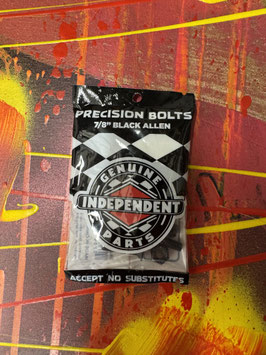 PRECISION BOLTS
7/8" BLACK ALLEN
GENUINE
INDEPENDENT
PARTS
ACCEPT NO SUBSTITUTES